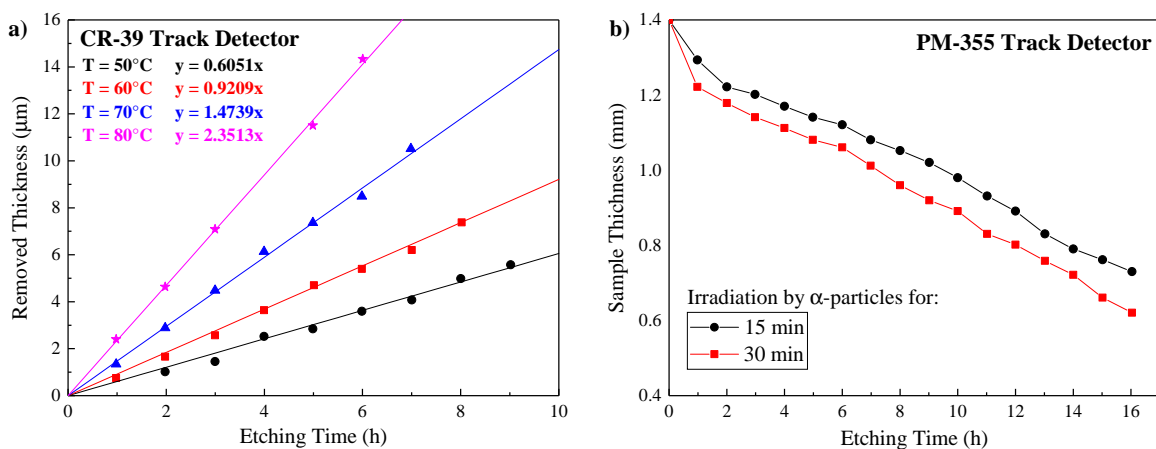 a)
CR-39 Track Detector
T = 50°C y = 0.6051x
T = 60°C y = 0.9209x
T = 70°C y = 1.4739x
T = 80°C y = 2.3513x
Removed Thickness (µm)
16
14
12
10
8
6
4
2
0
0 2 4 6 8 10
Etching Time (h)
b)
PM-355 Track Detector
Sample Thichness (mm)
1.4
1.2
1.0
0.8
0.6
0.4
Irradiation by α-particles for:
15 min
30 min
0 2 4 6 8 10 12 14 16
Etching Time (h)